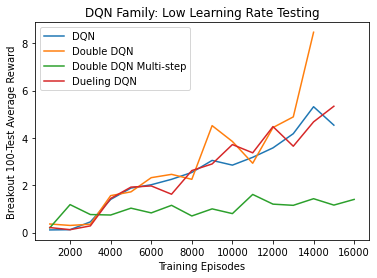 DQN Family: Low Learning Rate Testing
DQN
Double DQN
Double DQN Multi-step
Dueling DQN
Breakout 100-Test Average Reward
8
6
4
2
0
2000 4000 6000 8000 10000 12000 14000 16000
Training Episodes